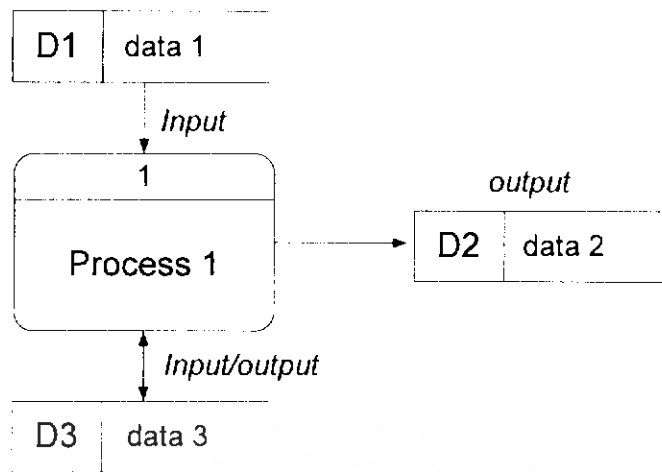 D1 data 1
Input
1
output
Process 1
D2 data 2
Input/output
D3 data 3